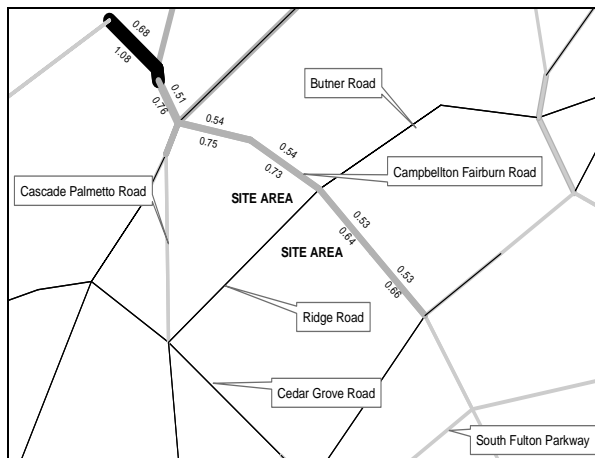 0.68
1.08
0.51
0.76
Butner Road
0.54
0.75
0.54
0.73
Campbellton Fairburn Road
Cascade Palmetto Road
SITE AREA
0.53
0.64
SITE AREA
0.53
0.66
Ridge Road
Cedar Grove Road
South Fulton Parkway